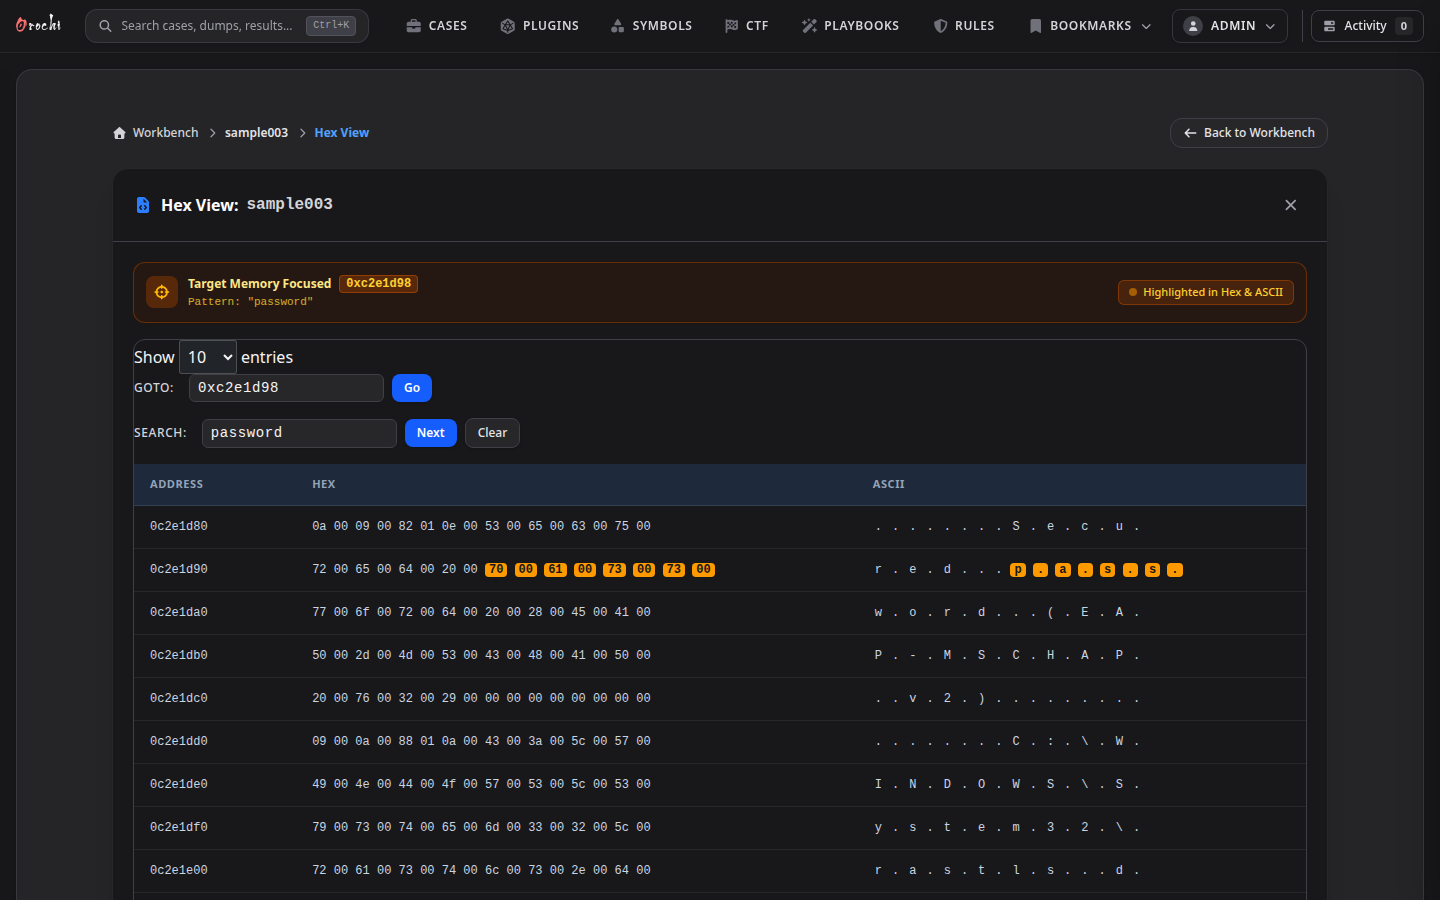 Orochi Search cases, dumps, results... Ctrl+K CASES PLUGINS SYMBOLS CTF PLAYBOOKS RULES BOOKMARKS ADMIN Activity 0
Workbench > sample003 > Hex View Back to Workbench
Hex View: sample003
Target Memory Focused 0xc2e1d98
Pattern: "password"
Highlighted in Hex & ASCII
Show 10 entries
GOTO: 0xc2e1d98 Go
SEARCH: password Next Clear
ADDRESS HEX ASCII
0c2e1d80 0a 00 09 00 82 01 0e 00 53 00 65 00 63 00 75 00 . . . . . . . . S . e . c . u .
0c2e1d90 72 00 65 00 64 00 20 00 70 00 61 00 73 00 73 00 r . e . d . . . p . a . s . s .
0c2e1da0 77 00 6f 00 72 00 64 00 20 00 28 00 45 00 41 00 w . o . r . d . . . ( . E . A .
0c2e1db0 50 00 2d 00 4d 00 53 00 43 00 48 00 41 00 50 00 P . - . M . S . C . H . A . P .
0c2e1dc0 20 00 76 00 32 00 29 00 00 00 00 00 00 00 00 00 . . v . 2 . ) . . . . . . . . .
0c2e1dd0 09 00 0a 00 88 01 0a 00 43 00 3a 00 5c 00 57 00 . . . . . . . . C . : . \ . W .
0c2e1de0 49 00 4e 00 44 00 4f 00 57 00 53 00 5c 00 53 00 I . N . D . O . W . S . \ . S .
0c2e1df0 79 00 73 00 74 00 65 00 6d 00 33 00 32 00 5c 00 y . s . t . e . m . 3 . 2 . \ .
0c2e1e00 72 00 61 00 73 00 74 00 6c 00 73 00 2e 00 64 00 r . a . s . t . l . s . . . d .